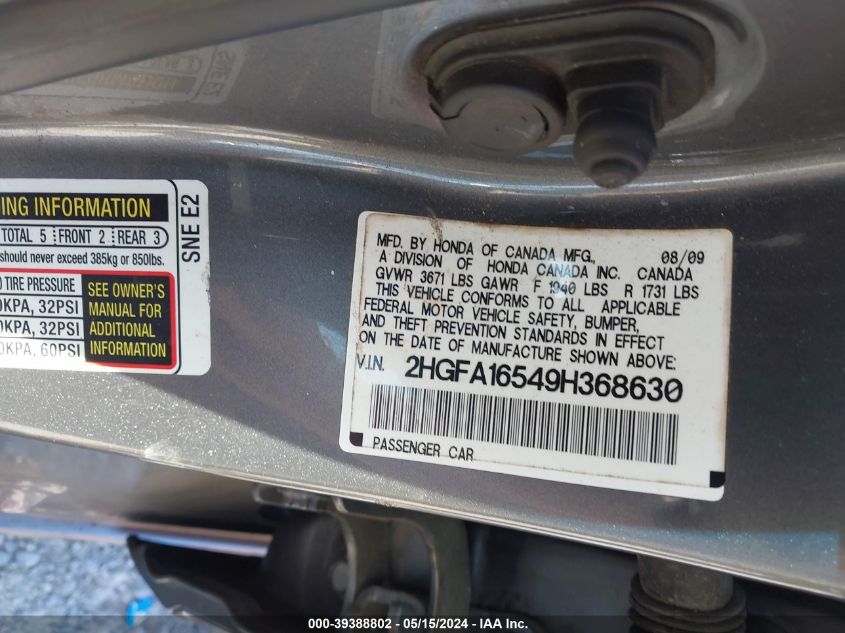 ING INFORMATION
TOTAL 5 FRONT 2 REAR 3
should never exceed 385kg or 850lbs.
TIRE PRESSURE
KPA, 32PSI
KPA, 32PSI
KPA, 60PSI
SEE OWNER'S
MANUAL FOR
ADDITIONAL
INFORMATION
SNE E2
MFD. BY HONDA OF CANADA MFG., 08/09
A DIVISION OF HONDA CANADA INC. CANADA
GVWR 3671 LBS GAWR F 1940 LBS R 1731 LBS
THIS VEHICLE CONFORMS TO ALL APPLICABLE
FEDERAL MOTOR VEHICLE SAFETY, BUMPER,
AND THEFT PREVENTION STANDARDS IN EFFECT
ON THE DATE OF MANUFACTURE SHOWN ABOVE:
V.I.N. 2HGFA16549H368630
PASSENGER CAR
000-39388802 - 05/15/2024 - IAAI.COM